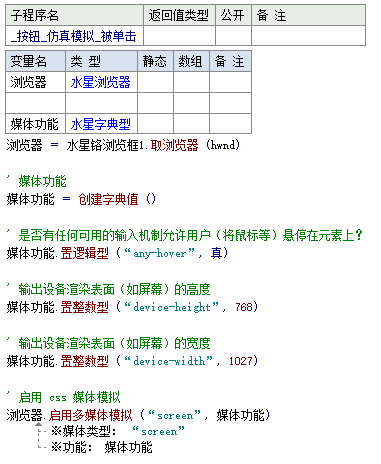 子程序名 返回值类型 公开 备 注
_按钮_仿真模拟_被单击
变量名 类 型 静态 数组 备 注
浏览器 水星浏览器
媒体功能 水星字典型
浏览器 = 水星铬浏览框1.取浏览器 (hwnd)
' 媒体功能
媒体功能 = 创建字典值 ()
' 是否有任何可用的输入机制允许用户(将鼠标等)悬停在元素上?
媒体功能.置逻辑型 (“any-hover”, 真)
' 输出设备渲染表面(如屏幕)的高度
媒体功能.置整数型 (“device-height”, 768)
' 输出设备渲染表面(如屏幕)的宽度
媒体功能.置整数型 (“device-width”, 1027)
' 启用 css 媒体模拟
浏览器.启用多媒体模拟 (“screen”, 媒体功能)
※媒体类型: “screen”
※功能: 媒体功能